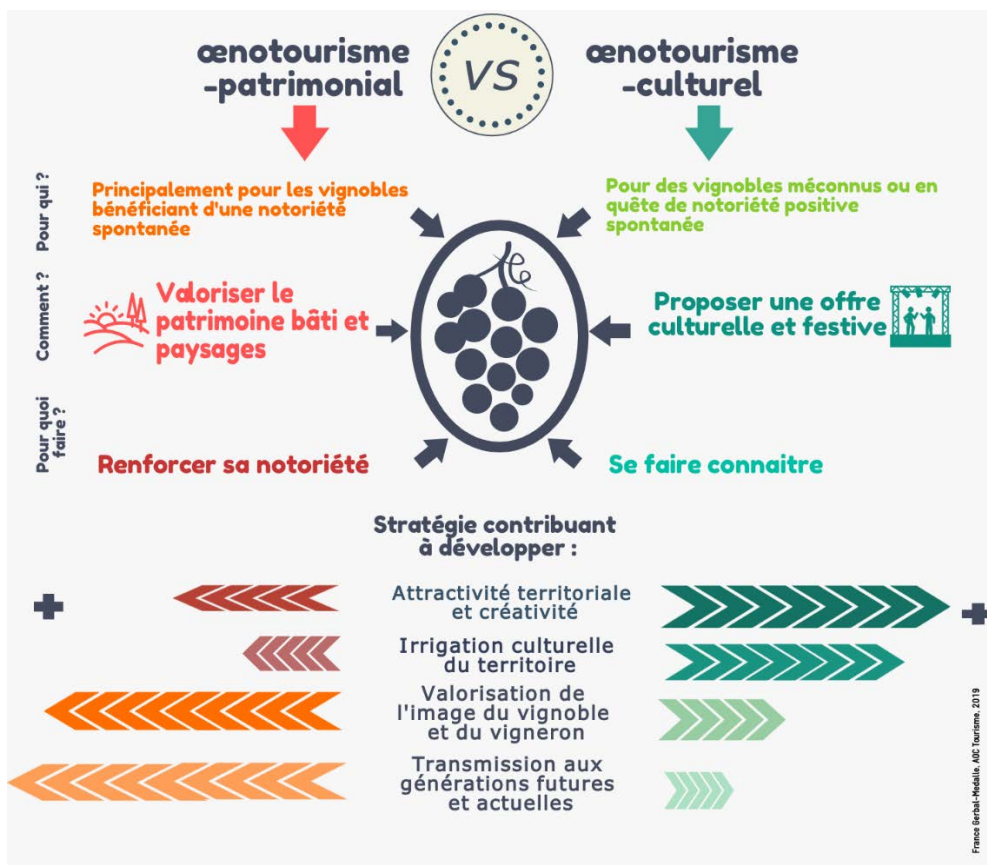 œnotourisme
-patrimonial
VS
œnotourisme
-culturel
Pour qui ?
Principalement pour les vignobles
bénéficiant d'une notoriété
spontanée
Pour des vignobles méconnus ou en
quête de notoriété positive
spontanée
Comment ?
Valoriser le
patrimoine bâti et
paysages
Proposer une offre
culturelle et festive
Pour quoi
faire ?
Renforcer sa notoriété
Se faire connaitre
Stratégie contribuant
à développer :
+
Attractivité territoriale
et créativité
+
Irrigation culturelle
du territoire
Valorisation de
l'image du vignoble
et du vigneron
Transmission aux
générations futures
et actuelles
France Gerbal-Medalle, AOC Tourisme, 2019